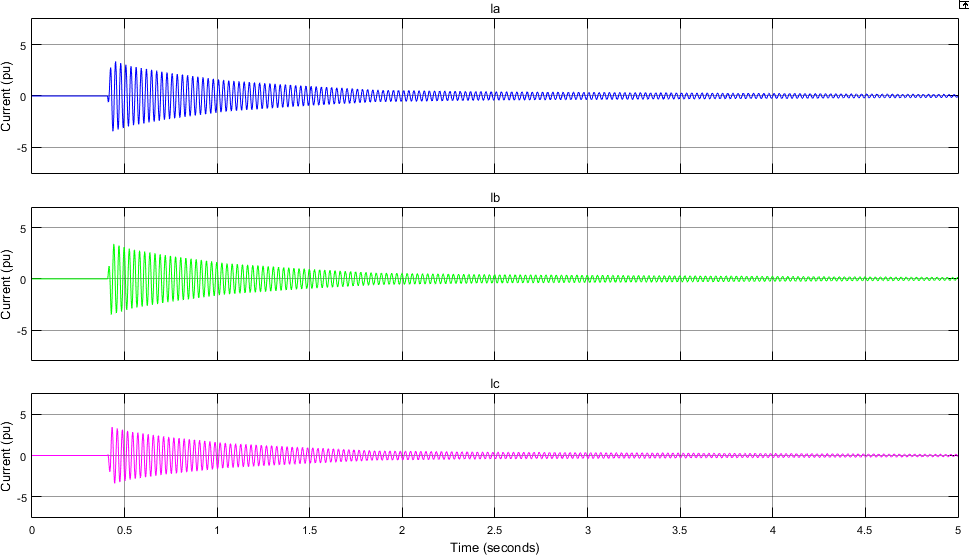 Ia
5
0
-5
Current (pu)
Ib
5
0
-5
Current (pu)
Ic
5
0
-5
Current (pu)
0 0.5 1 1.5 2 2.5 3 3.5 4 4.5 5
Time (seconds)